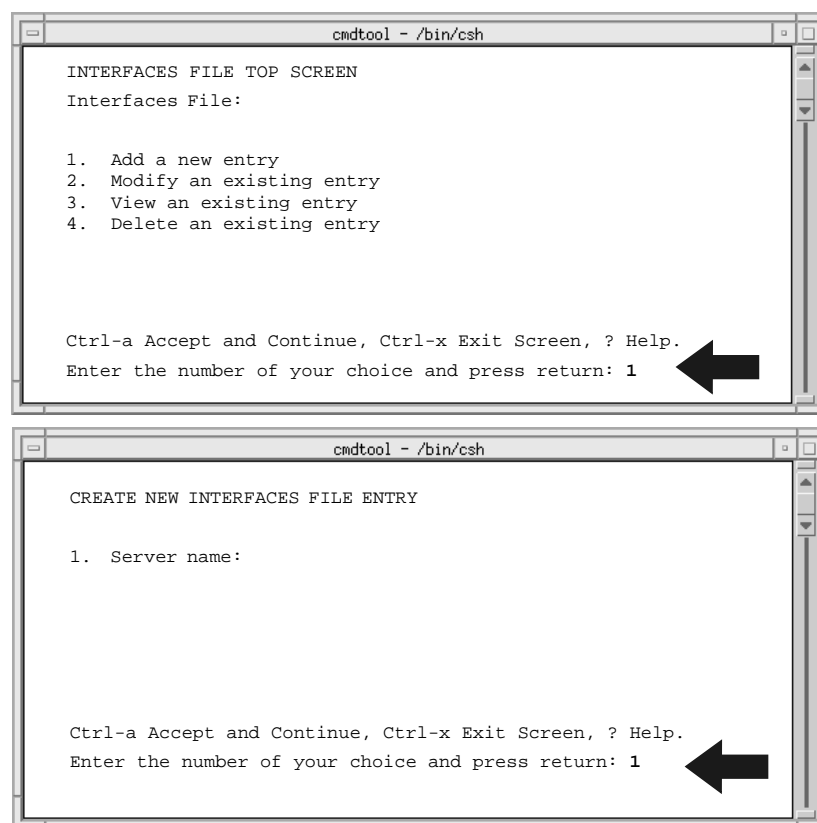 cmdtool - /bin/csh
INTERFACES FILE TOP SCREEN
Interfaces File:
1. Add a new entry
2. Modify an existing entry
3. View an existing entry
4. Delete an existing entry
Ctrl-a Accept and Continue, Ctrl-x Exit Screen, ? Help.
Enter the number of your choice and press return: 1
cmdtool - /bin/csh
CREATE NEW INTERFACES FILE ENTRY
1. Server name:
Ctrl-a Accept and Continue, Ctrl-x Exit Screen, ? Help.
Enter the number of your choice and press return: 1